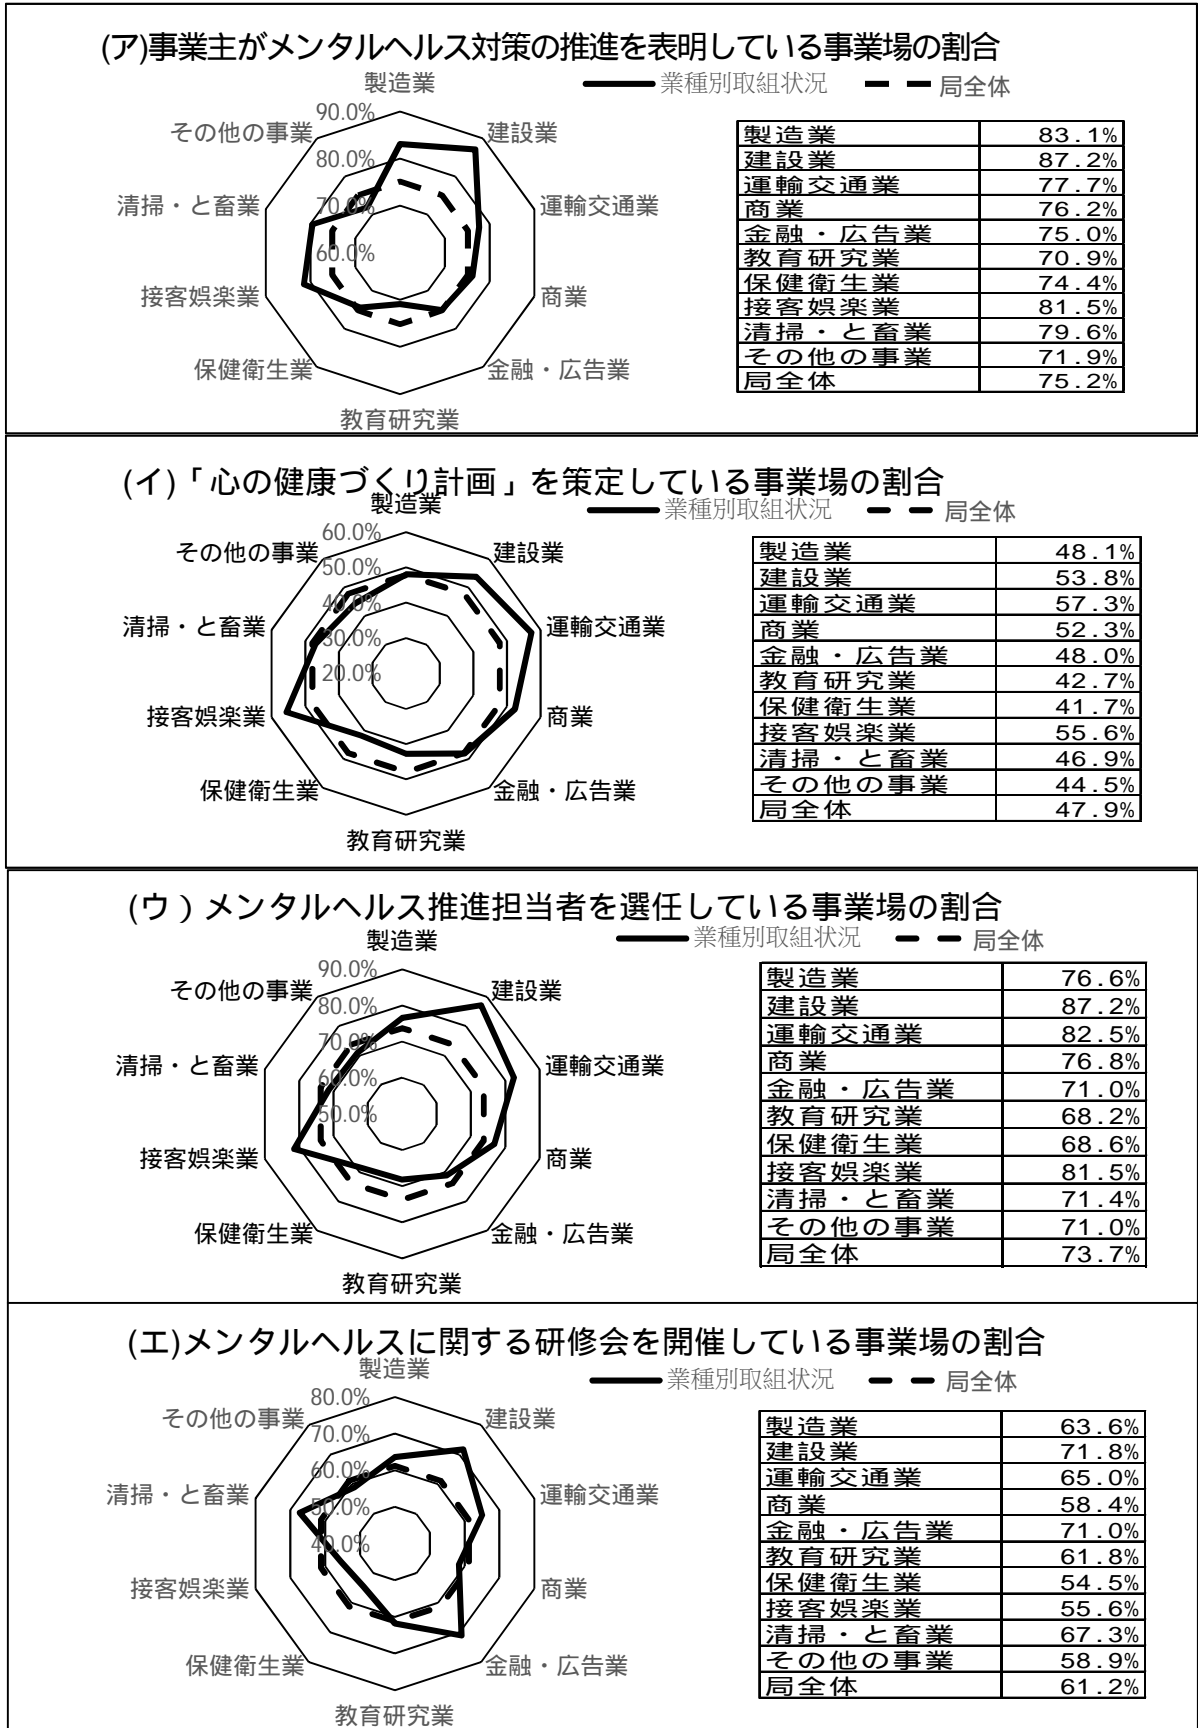 (ア)事業主がメンタルヘルス対策の推進を表明している事業場の割合
業種別取組状況 局全体
製造業
建設業
運輸交通業
商業
金融・広告業
教育研究業
保健衛生業
接客娯楽業
清掃・と畜業
その他の事業
90.0%
80.0%
70.0%
60.0%
製造業 83.1%
建設業 87.2%
運輸交通業 77.7%
商業 76.2%
金融・広告業 75.0%
教育研究業 70.9%
保健衛生業 74.4%
接客娯楽業 81.5%
清掃・と畜業 79.6%
その他の事業 71.9%
局全体 75.2%
(イ)「心の健康づくり計画」を策定している事業場の割合
業種別取組状況 局全体
製造業
建設業
運輸交通業
商業
金融・広告業
教育研究業
保健衛生業
接客娯楽業
清掃・と畜業
その他の事業
60.0%
50.0%
40.0%
30.0%
20.0%
製造業 48.1%
建設業 53.8%
運輸交通業 57.3%
商業 52.3%
金融・広告業 48.0%
教育研究業 42.7%
保健衛生業 41.7%
接客娯楽業 55.6%
清掃・と畜業 46.9%
その他の事業 44.5%
局全体 47.9%
(ウ）メンタルヘルス推進担当者を選任している事業場の割合
業種別取組状況 局全体
製造業
建設業
運輸交通業
商業
金融・広告業
教育研究業
保健衛生業
接客娯楽業
清掃・と畜業
その他の事業
90.0%
80.0%
70.0%
60.0%
50.0%
製造業 76.6%
建設業 87.2%
運輸交通業 82.5%
商業 76.8%
金融・広告業 71.0%
教育研究業 68.2%
保健衛生業 68.6%
接客娯楽業 81.5%
清掃・と畜業 71.4%
その他の事業 71.0%
局全体 73.7%
(エ)メンタルヘルスに関する研修会を開催している事業場の割合
業種別取組状況 局全体
製造業
建設業
運輸交通業
商業
金融・広告業
教育研究業
保健衛生業
接客娯楽業
清掃・と畜業
その他の事業
80.0%
70.0%
60.0%
50.0%
40.0%
製造業 63.6%
建設業 71.8%
運輸交通業 65.0%
商業 58.4%
金融・広告業 71.0%
教育研究業 61.8%
保健衛生業 54.5%
接客娯楽業 55.6%
清掃・と畜業 67.3%
その他の事業 58.9%
局全体 61.2%